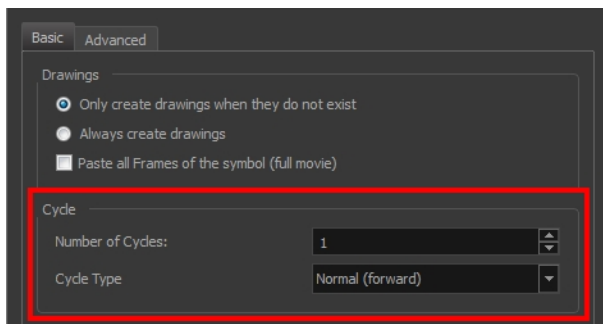 Basic Advanced
Drawings
Only create drawings when they do not exist
Always create drawings
Paste all Frames of the symbol (full movie)
Cycle
Number of Cycles: 1
Cycle Type Normal (forward)